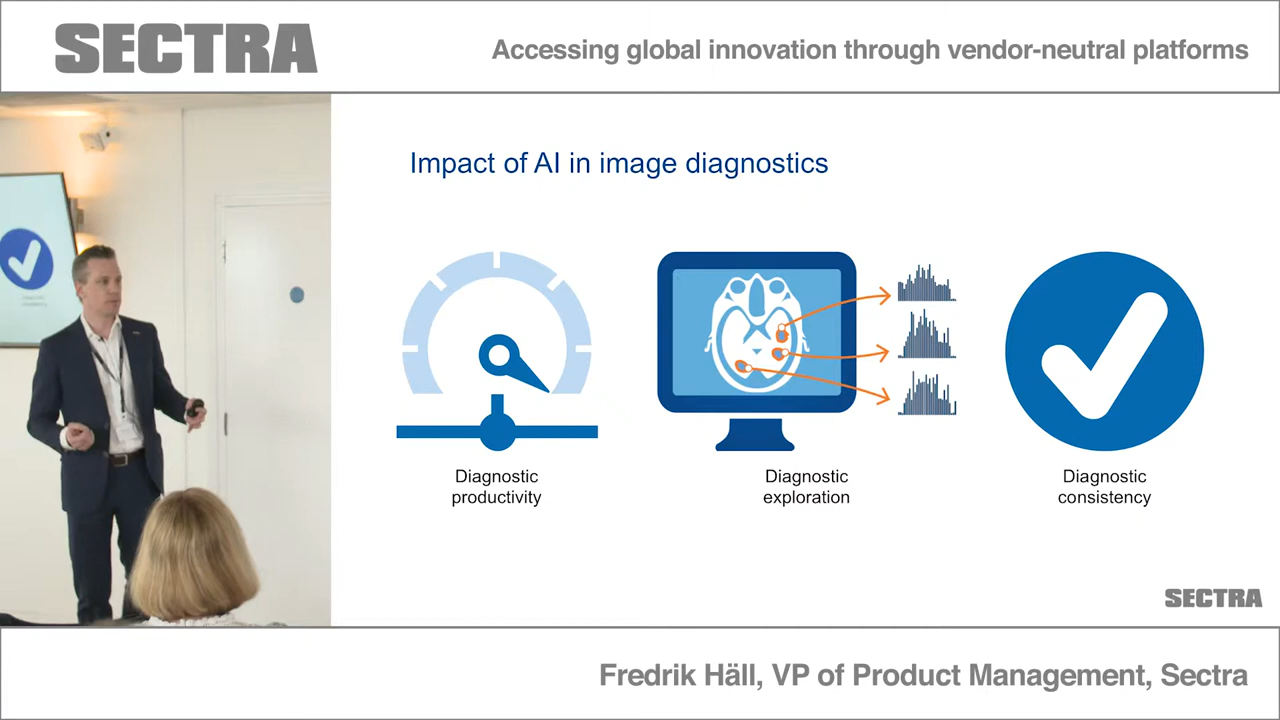 SECTRA
Accessing global innovation through vendor-neutral platforms
Impact of AI in image diagnostics
Diagnostic
productivity
Diagnostic
exploration
Diagnostic
consistency
SECTRA
Fredrik Häll, VP of Product Management, Sectra